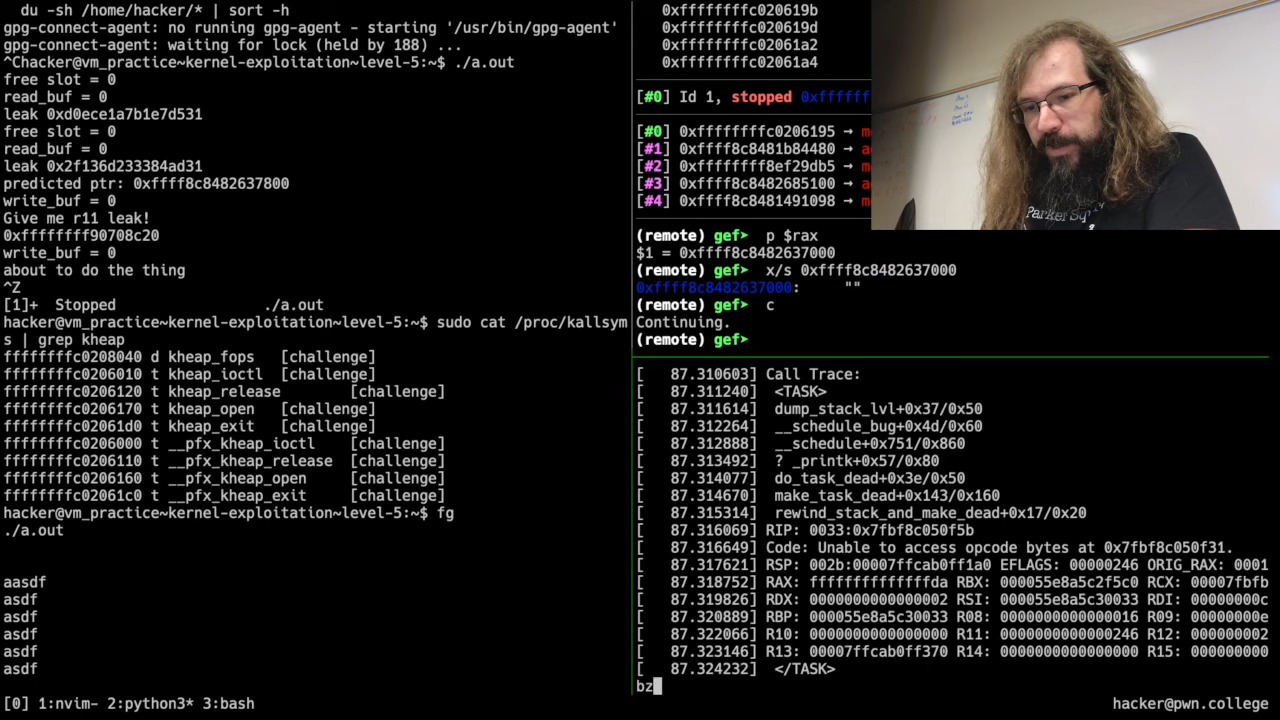 du -sh /home/hacker/* | sort -h
gpg-connect-agent: no running gpg-agent - starting '/usr/bin/gpg-agent'
gpg-connect-agent: waiting for lock (held by 188) ...
^Chacker@vm_practice~kernel-exploitation~level-5:~$ ./a.out
free slot = 0
read_buf = 0
leak 0xd0ece1a7b1e7d531
free slot = 0
read_buf = 0
leak 0x2f136d233384ad31
predicted ptr: 0xffff8c8482637800
write_buf = 0
Give me r11 leak!
0xffffffff90708c20
write_buf = 0
about to do the thing
^Z
[1]+  Stopped                 ./a.out
hacker@vm_practice~kernel-exploitation~level-5:~$ sudo cat /proc/kallsym
s | grep kheap
ffffffffc0208040 d kheap_fops   [challenge]
ffffffffc0206010 t kheap_ioctl  [challenge]
ffffffffc0206120 t kheap_release        [challenge]
ffffffffc0206170 t kheap_open   [challenge]
ffffffffc02061d0 t kheap_exit   [challenge]
ffffffffc0206000 t __pfx_kheap_ioctl    [challenge]
ffffffffc0206110 t __pfx_kheap_release  [challenge]
ffffffffc0206160 t __pfx_kheap_open     [challenge]
ffffffffc02061c0 t __pfx_kheap_exit     [challenge]
hacker@vm_practice~kernel-exploitation~level-5:~$ fg
./a.out
aasdf
asdf
asdf
asdf
asdf
asdf
0xffffffffc020619b
0xffffffffc020619d
0xffffffffc02061a2
0xffffffffc02061a4
[#0] Id 1, stopped 0xffffff
[#0] 0xffffffffc0206195 → m
[#1] 0xffff8c8481b84480 → a
[#2] 0xffffffff8ef29db5 → m
[#3] 0xffff8c8482685100 → a
[#4] 0xffff8c8481491098 → m
(remote) gef➤  p $rax
$1 = 0xffff8c8482637000
(remote) gef➤  x/s 0xffff8c8482637000
0xffff8c8482637000:     ""
(remote) gef➤  c
Continuing.
(remote) gef➤
[   87.310603] Call Trace:
[   87.311240]  <TASK>
[   87.311614]  dump_stack_lvl+0x37/0x50
[   87.312264]  __schedule_bug+0x4d/0x60
[   87.312888]  __schedule+0x751/0x860
[   87.313492]  ? _printk+0x57/0x80
[   87.314077]  do_task_dead+0x3e/0x50
[   87.314670]  make_task_dead+0x143/0x160
[   87.315314]  rewind_stack_and_make_dead+0x17/0x20
[   87.316069] RIP: 0033:0x7fbf8c050f5b
[   87.316649] Code: Unable to access opcode bytes at 0x7fbf8c050f31.
[   87.317621] RSP: 002b:00007ffcab0ff1a0 EFLAGS: 00000246 ORIG_RAX: 0001
[   87.318752] RAX: ffffffffffffffda RBX: 000055e8a5c2f5c0 RCX: 00007fbfb
[   87.319826] RDX: 0000000000000002 RSI: 000055e8a5c30033 RDI: 00000000c
[   87.320889] RBP: 000055e8a5c30033 R08: 0000000000000016 R09: 00000000e
[   87.322066] R10: 0000000000000000 R11: 0000000000000246 R12: 000000002
[   87.323146] R13: 00007ffcab0ff370 R14: 0000000000000000 R15: 000000000
[   87.324232]  </TASK>
bz
[0] 1:nvim- 2:python3* 3:bash
hacker@pwn.college